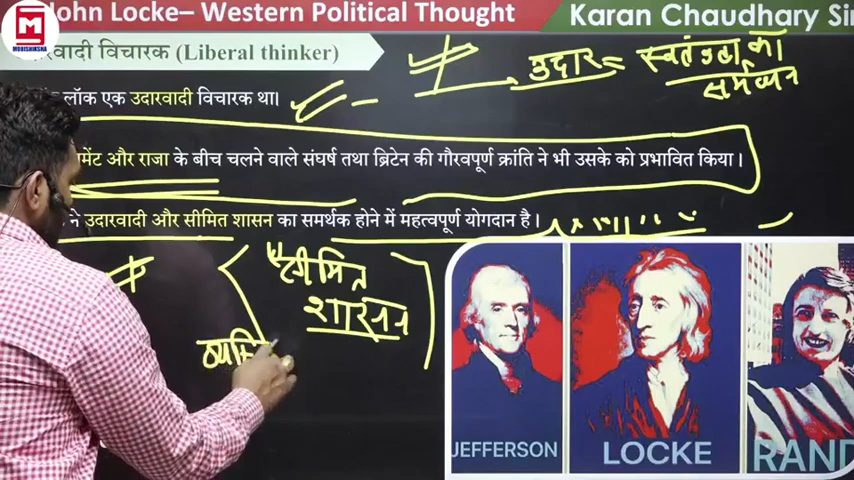 John Locke– Western Political Thought
Karan Chaudhary Si
MOBISHIKSHA
रवादी विचारक (Liberal thinker)
उदार = स्वतंत्रता का
समर्थन
लॉक एक उदारवादी विचारक था।
मेंट और राजा के बीच चलने वाले संघर्ष तथा ब्रिटेन की गौरवपूर्ण क्रांति ने भी उसके को प्रभावित किया।
ने उदारवादी और सीमित शासन का समर्थक होने में महत्वपूर्ण योगदान है।
सीमित
शासन
JEFFERSON
LOCKE
RAND